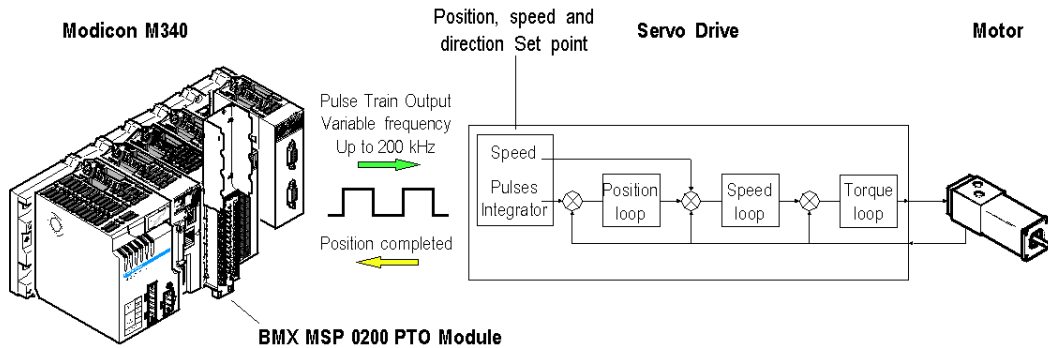 Modicon M340
Position, speed and
direction Set point
Servo Drive
Motor
Pulse Train Output
Variable frequency
Up to 200 kHz
Position completed
Speed
Pulses
Integrator
Position
loop
Speed
loop
Torque
loop
BMX MSP 0200 PTO Module